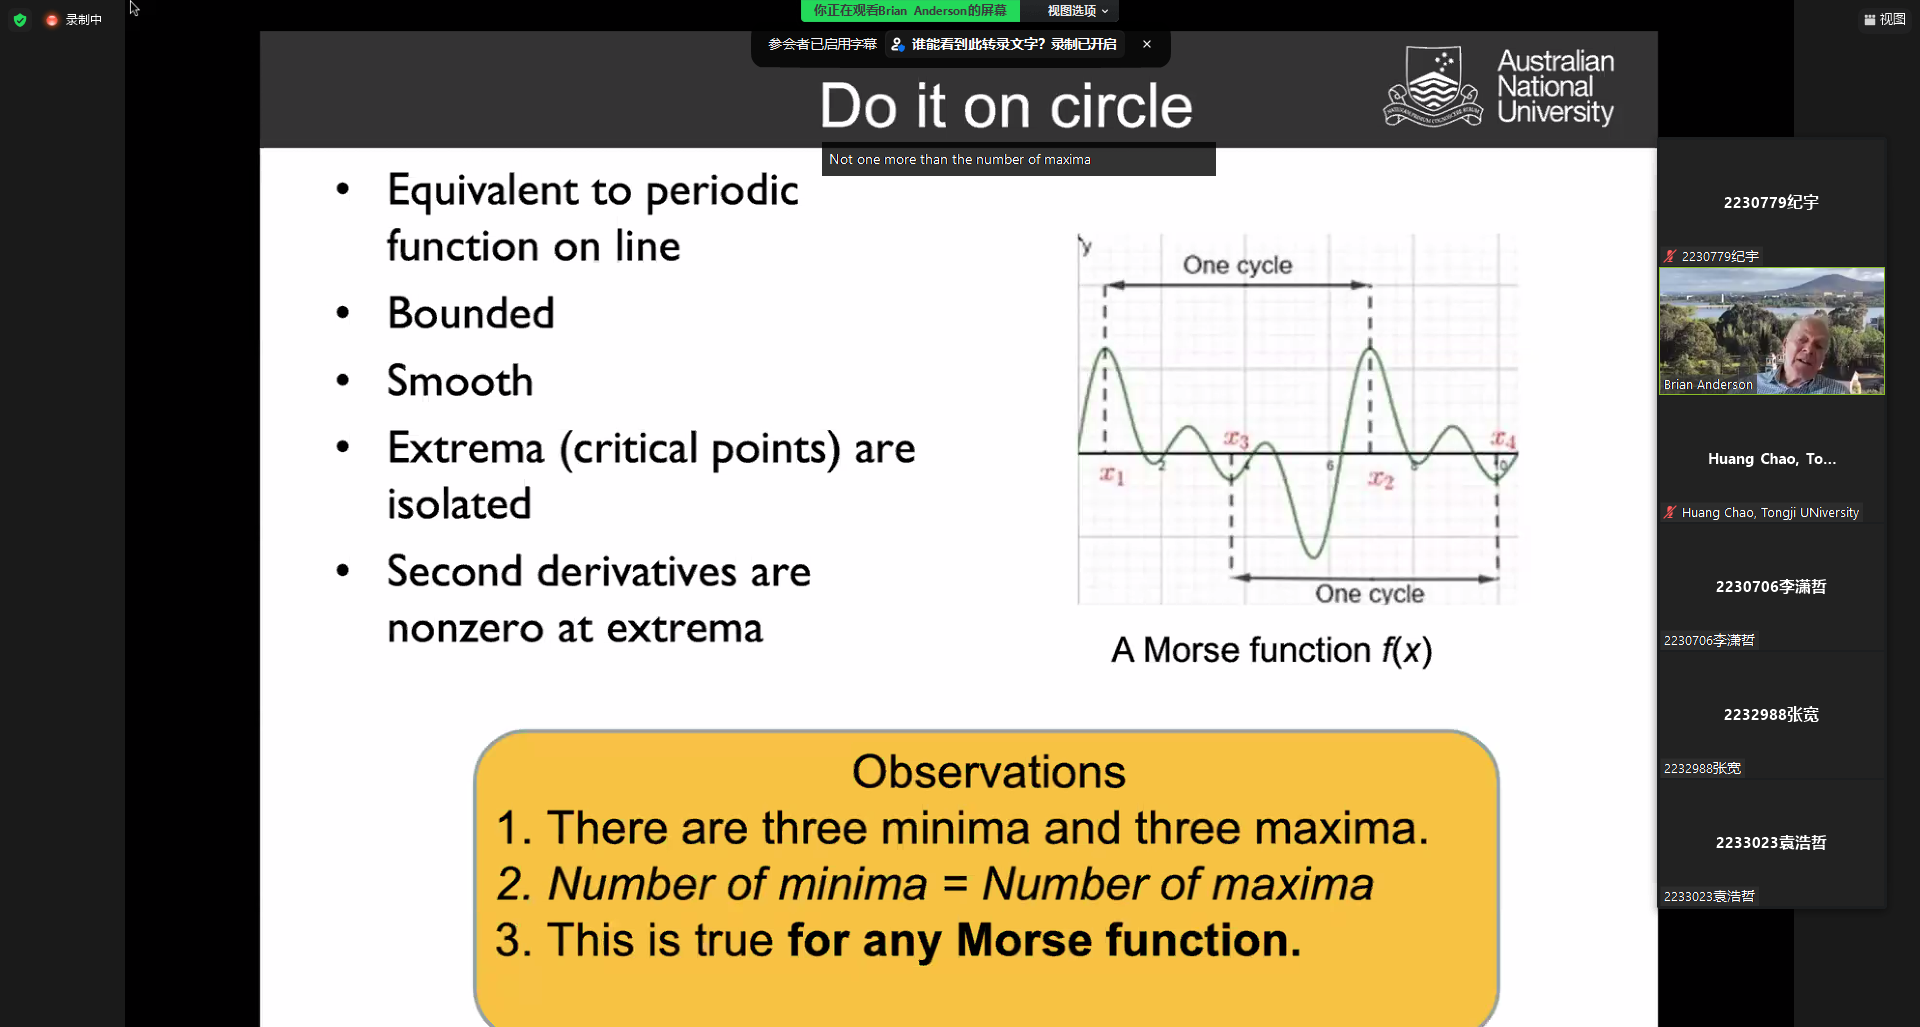 录制中
你正在观看Brian Anderson的屏幕
视图选项
视图
参会者已启用字幕
谁能看到此转录文字？录制已开启
Do it on circle
Australian
National
University
Not one more than the number of maxima
• Equivalent to periodic
function on line
• Bounded
• Smooth
• Extrema (critical points) are
isolated
• Second derivatives are
nonzero at extrema
y
One cycle
x3
x4
2
4
6
8
10
x1
x2
One cycle
A Morse function f(x)
Observations
1. There are three minima and three maxima.
2. Number of minima = Number of maxima
3. This is true for any Morse function.
2230779纪宇
2230779纪宇
Brian Anderson
Huang Chao, To...
Huang Chao, Tongji UNiversity
2230706李潇哲
2230706李潇哲
2232988张宽
2232988张宽
2233023袁浩哲
2233023袁浩哲